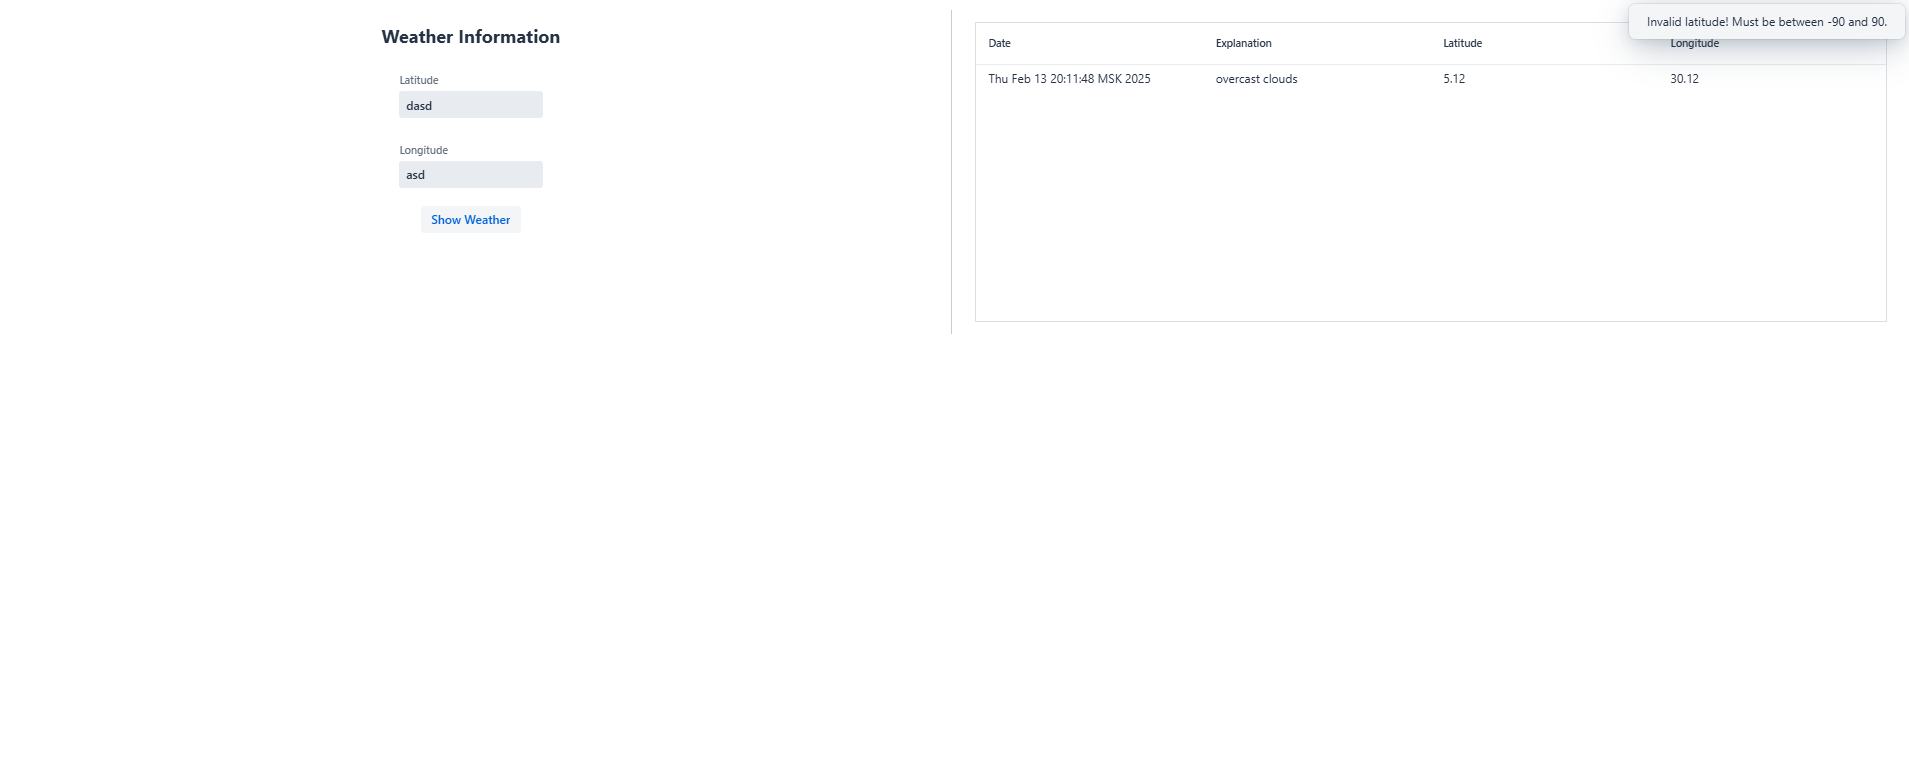 Weather Information
Latitude
dasd
Longitude
asd
Show Weather
Invalid latitude! Must be between -90 and 90.
Date Explanation Latitude Longitude
Thu Feb 13 20:11:48 MSK 2025 overcast clouds 5.12 30.12